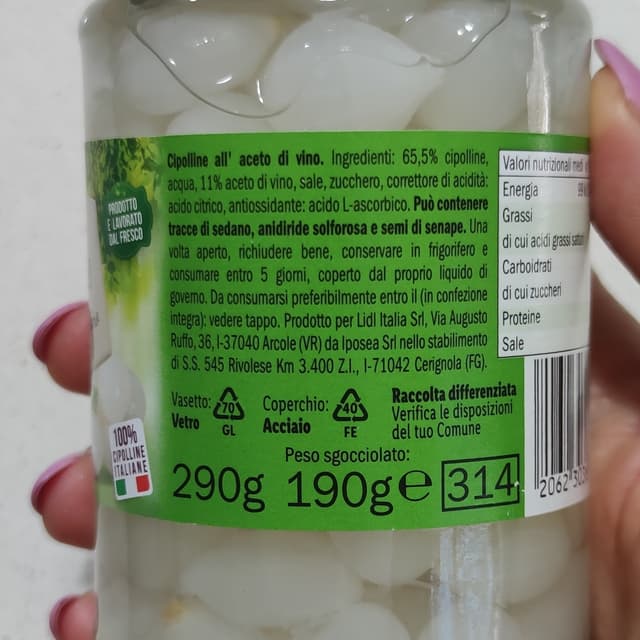 Cipolline all' aceto di vino. Ingredienti: 65,5% cipolline,
acqua, 11% aceto di vino, sale, zucchero, correttore di acidità:
acido citrico, antiossidante: acido L-ascorbico. Può contenere
tracce di sedano, anidiride solforosa e semi di senape. Una
volta aperto, richiudere bene, conservare in frigorifero e
consumare entro 5 giorni, coperto dal proprio liquido di
governo. Da consumarsi preferibilmente entro il (in confezione
integra): vedere tappo. Prodotto per Lidl Italia Srl, Via Augusto
Ruffo, 36, I-37040 Arcole (VR) da Iposea Srl nello stabilimento
di S.S. 545 Rivolese Km 3.400 Z.I., I-71042 Cerignola (FG).
Vasetto:
Vetro
70
GL
Coperchio:
Acciaio
40
FE
Raccolta differenziata
Verifica le disposizioni
del tuo Comune
Peso sgocciolato:
290g 190g e 314
PRODOTTO
E LAVORATO
DAL FRESCO
100%
CIPOLLINE
ITALIANE
Valori nutrizionali medi
Energia
Grassi
di cui acidi grassi saturi
Carboidrati
di cui zuccheri
Proteine
Sale
2062